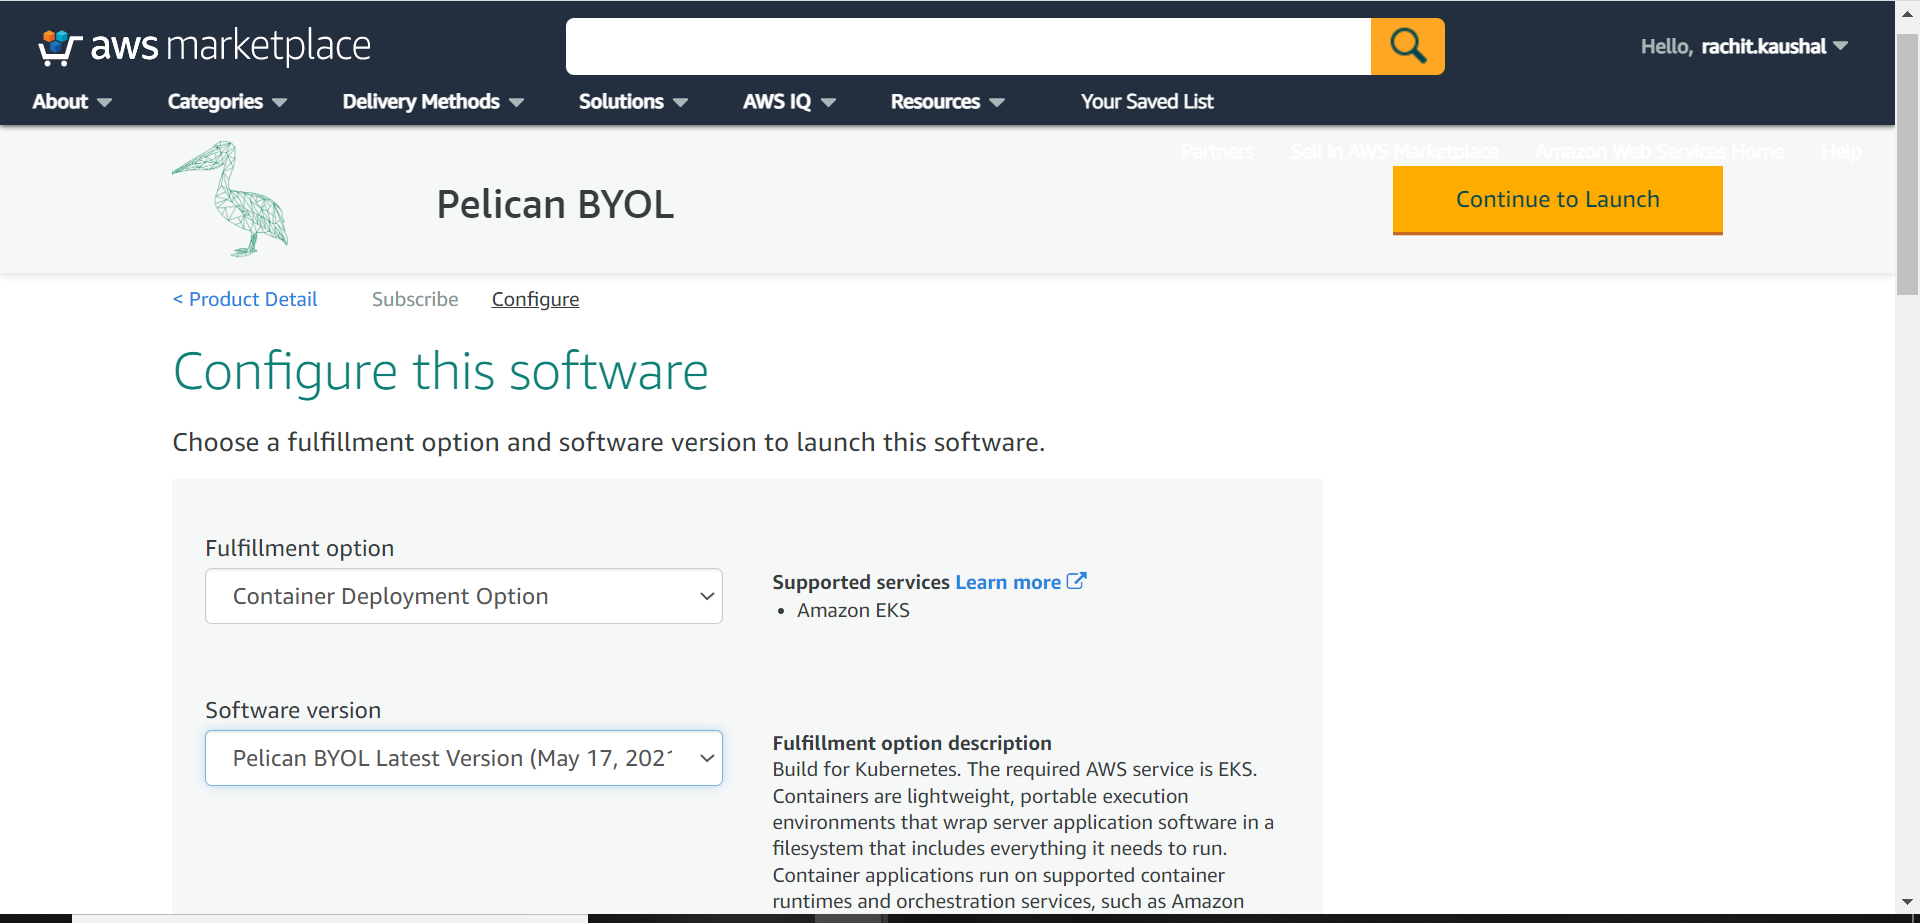 aws marketplace
Hello, rachit.kaushal
About Categories Delivery Methods Solutions AWS IQ Resources Your Saved List
Partners Sell in AWS Marketplace Amazon Web Services Home Help
Pelican BYOL
Continue to Launch
< Product Detail Subscribe Configure
Configure this software
Choose a fulfillment option and software version to launch this software.
Fulfillment option
Container Deployment Option
Supported services Learn more
• Amazon EKS
Software version
Pelican BYOL Latest Version (May 17, 2021
Fulfillment option description
Build for Kubernetes. The required AWS service is EKS.
Containers are lightweight, portable execution
environments that wrap server application software in a
filesystem that includes everything it needs to run.
Container applications run on supported container
runtimes and orchestration services, such as Amazon